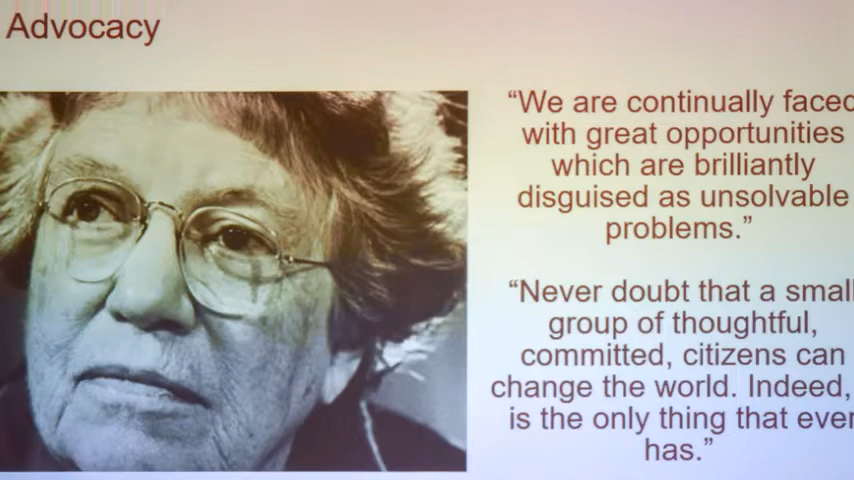 Advocacy
“We are continually faced
with great opportunities
which are brilliantly
disguised as unsolvable
problems.”
“Never doubt that a small
group of thoughtful,
committed, citizens can
change the world. Indeed,
is the only thing that ever
has.”